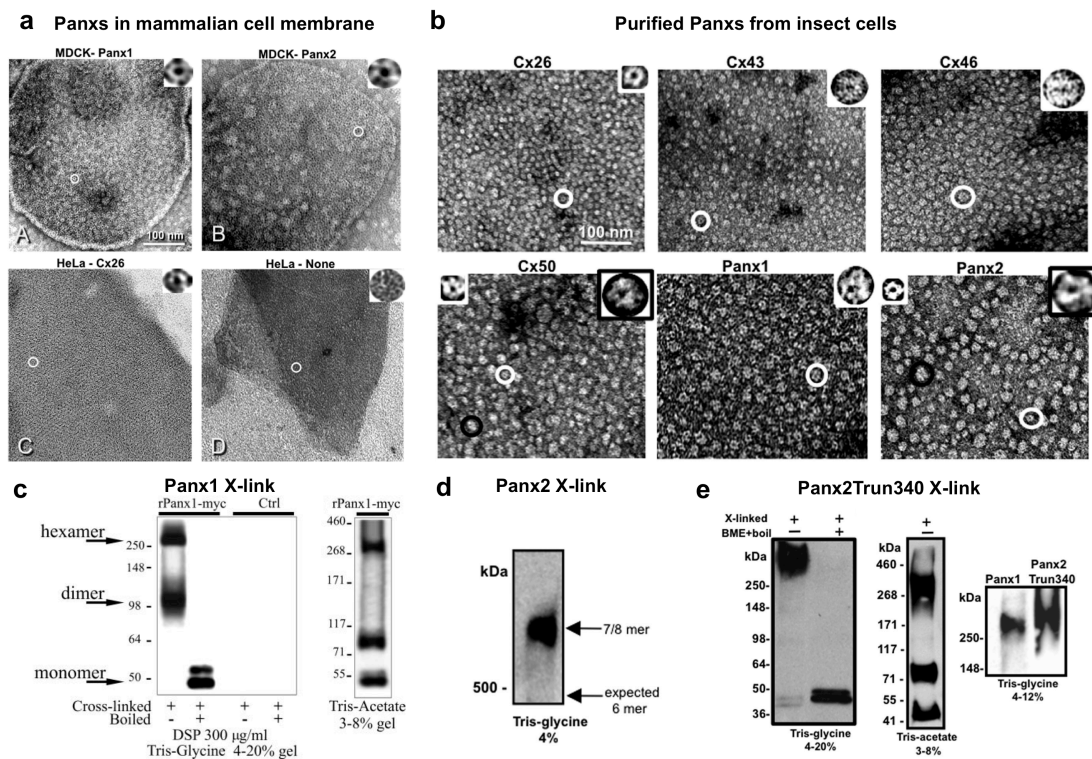 a Panxs in mammalian cell membrane
MDCK- Panx1
MDCK- Panx2
A
100 nm
B
HeLa - Cx26
HeLa - None
C
D
b Purified Panxs from insect cells
Cx26
Cx43
Cx46
100 nm
Cx50
Panx1
Panx2
c Panx1 X-link
rPanx1-myc
Ctrl
hexamer
dimer
monomer
250 -
148 -
98 -
64 -
50 -
Cross-linked + + + +
Boiled - + - +
DSP 300 µg/ml
Tris-Glycine 4-20% gel
rPanx1-myc
460 -
268 -
171 -
117-
71 -
55 -
Tris-Acetate
3-8% gel
d Panx2 X-link
kDa
7/8 mer
500 -
expected
6 mer
Tris-glycine
4%
e Panx2Trun340 X-link
X-linked + +
BME+boil – +
kDa
250-
148-
98-
64-
50-
36-
Tris-glycine
4-20%
+
–
kDa
460 -
268 -
171 -
117 -
71 -
55 -
41 -
Tris-acetate
3-8%
Panx1
Panx2
Trun340
kDa
250-
148-
Tris-glycine
4-12%